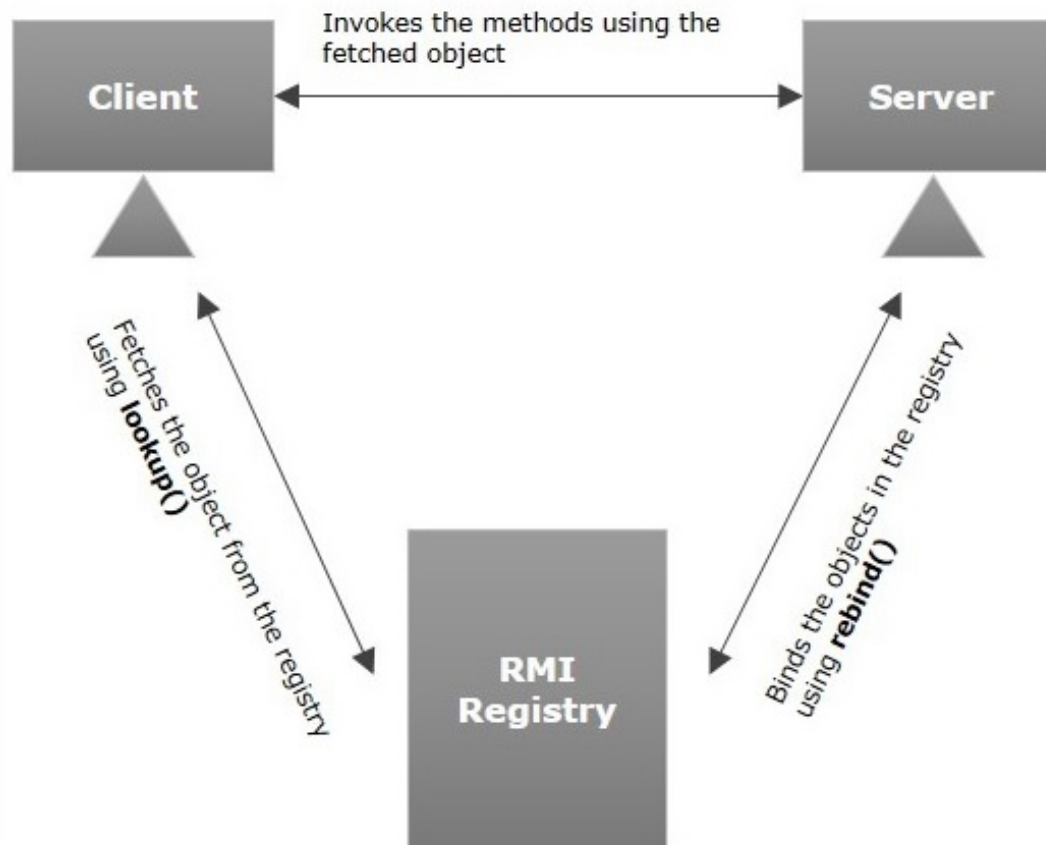 Invokes the methods using the
fetched object
Client
Server
Fetches the object from the registry
using lookup()
Binds the objects in the registry
using rebind()
RMI
Registry